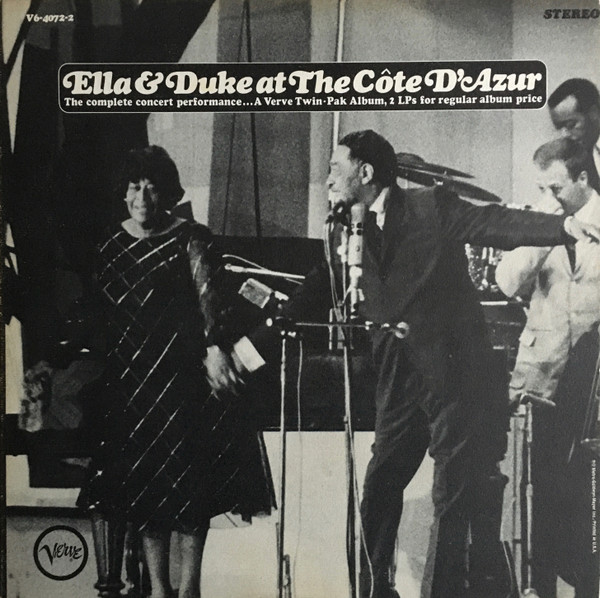 V6-4072-2
STEREO
Ella & Duke at The Côte D'Azur
The complete concert performance...A Verve Twin·Pak Album, 2 LPs for regular album price
Verve